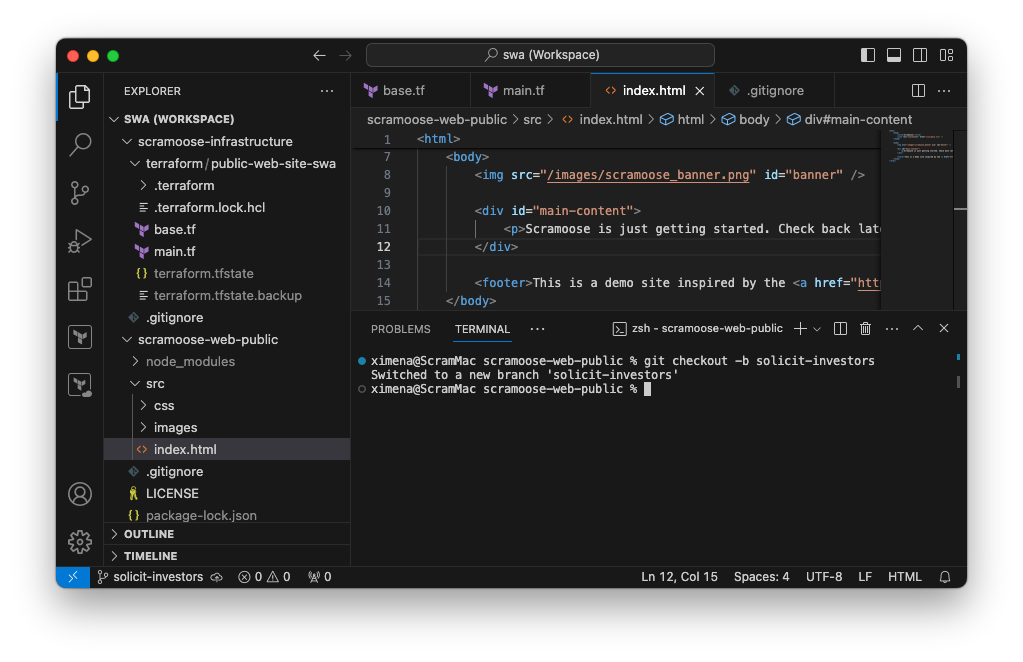 swa (Workspace)
EXPLORER
SWA (WORKSPACE)
scramoose-infrastructure
terraform/public-web-site-swa
.terraform
.terraform.lock.hcl
base.tf
main.tf
terraform.tfstate
terraform.tfstate.backup
.gitignore
scramoose-web-public
node_modules
src
css
images
index.html
.gitignore
LICENSE
package-lock.json
OUTLINE
TIMELINE
base.tf main.tf index.html .gitignore
scramoose-web-public > src > index.html > html > body > div#main-content
1 <html>
7 <body>
8 <img src="/images/scramoose_banner.png" id="banner" />
9
10 <div id="main-content">
11 <p>Scramoose is just getting started. Check back lat
12 </div>
13
14 <footer>This is a demo site inspired by the <a href="htt
15 </body>
PROBLEMS TERMINAL zsh - scramoose-web-public
ximena@ScramMac scramoose-web-public % git checkout -b solicit-investors
Switched to a new branch 'solicit-investors'
ximena@ScramMac scramoose-web-public %
solicit-investors 0 0 0 Ln 12, Col 15 Spaces: 4 UTF-8 LF HTML